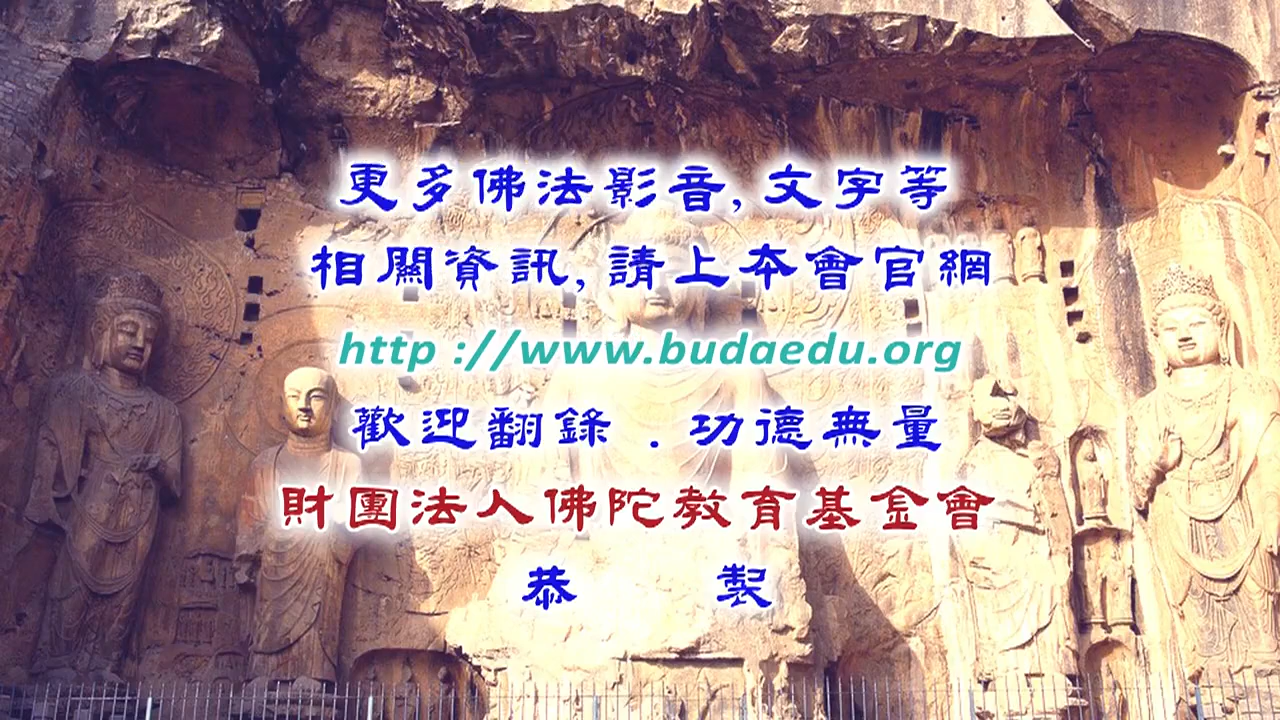 更多佛法影音,文字等
相關資訊,請上本會官網
http ://www.budaedu.org
歡迎翻錄 . 功德無量
財團法人佛陀教育基金會
恭 製